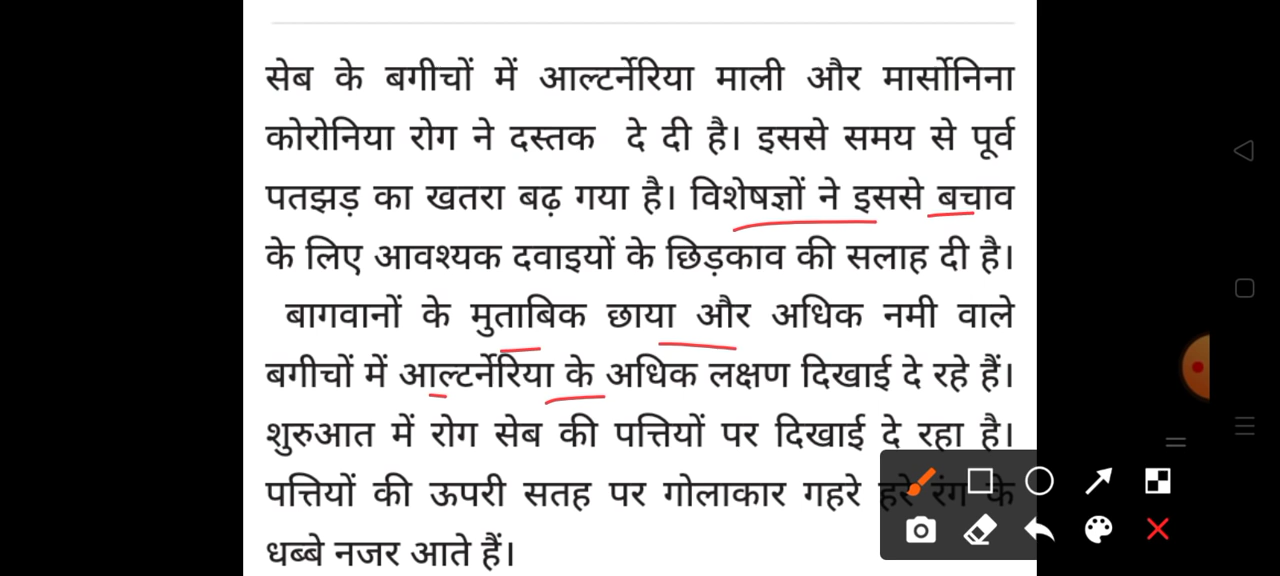 सेब के बगीचों में आल्टर्नेरिया माली और मार्सोनिना
कोरोनिया रोग ने दस्तक दे दी है। इससे समय से पूर्व
पतझड़ का खतरा बढ़ गया है। विशेषज्ञों ने इससे बचाव
के लिए आवश्यक दवाइयों के छिड़काव की सलाह दी है।
बागवानों के मुताबिक छाया और अधिक नमी वाले
बगीचों में आल्टर्नेरिया के अधिक लक्षण दिखाई दे रहे हैं।
शुरुआत में रोग सेब की पत्तियों पर दिखाई दे रहा है।
पत्तियों की ऊपरी सतह पर गोलाकार गहरे हरे रंग के
धब्बे नजर आते हैं।